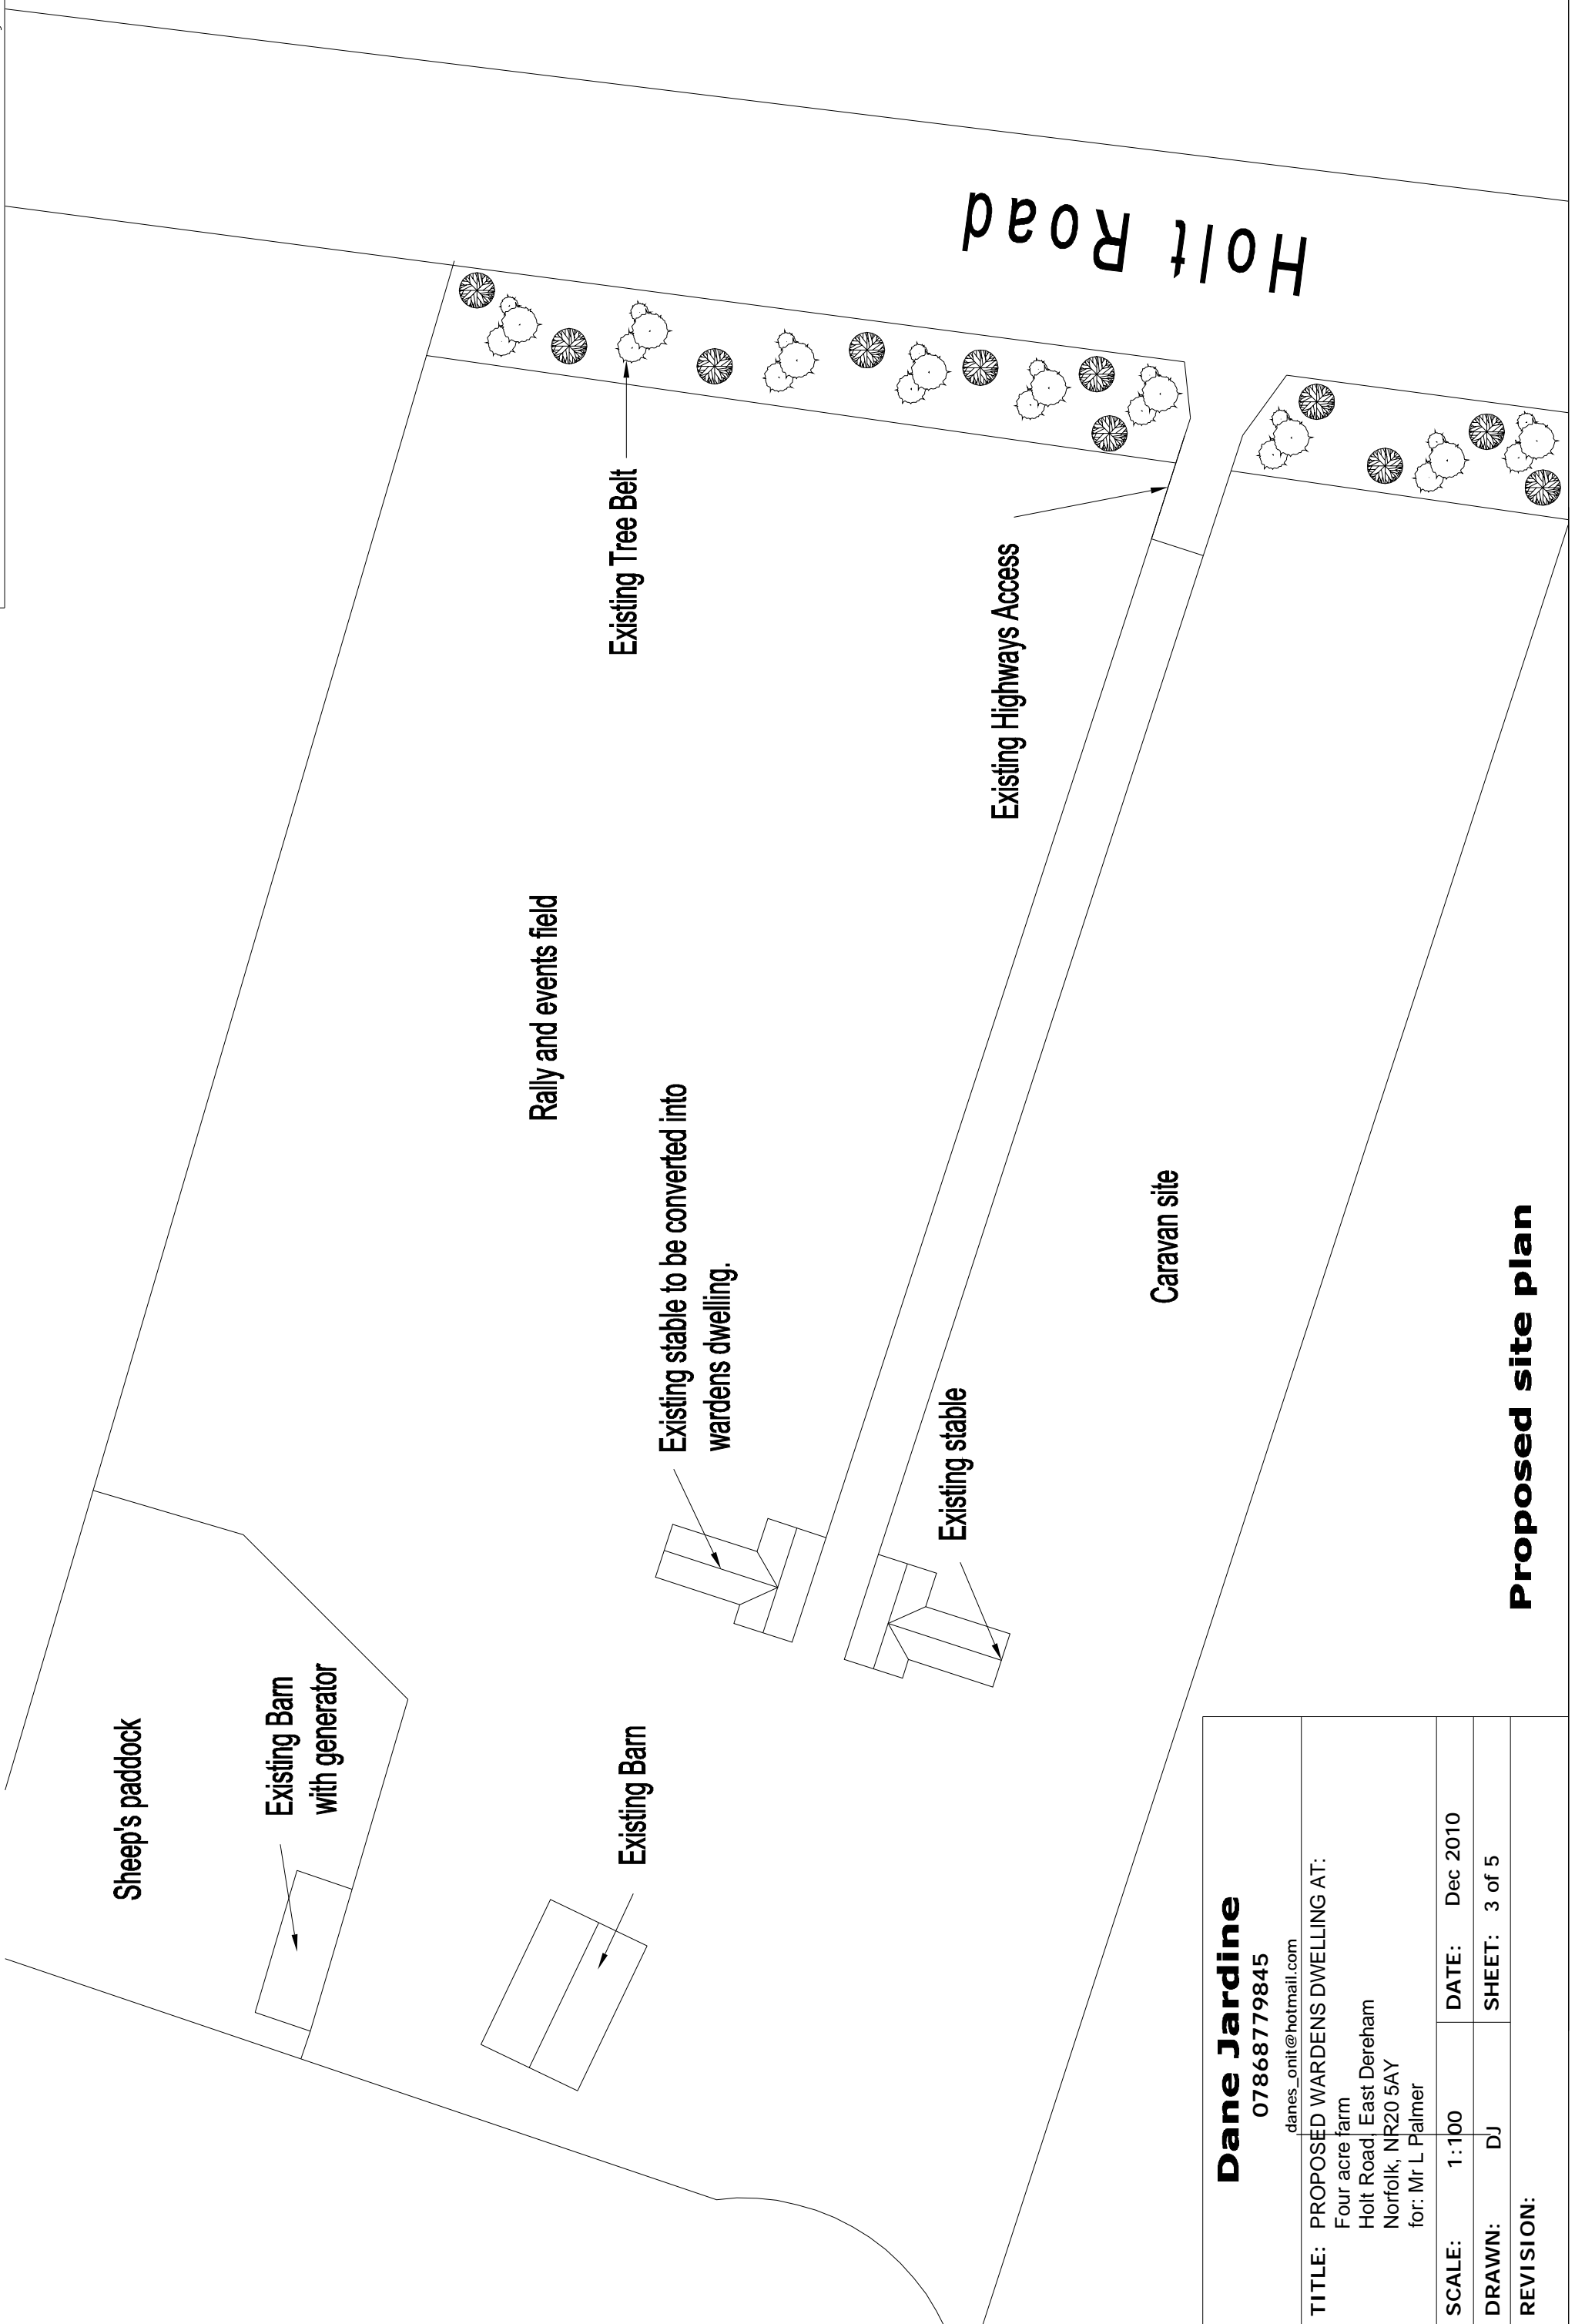 Holt Road
Existing Tree Belt
Existing Highways Access
Rally and events field
Existing stable to be converted into
wardens dwelling.
Existing stable
Caravan site
Sheep's paddock
Existing Barn
with generator
Existing Barn
Proposed site plan
Dane Jardine
07868779845
danes_onit@hotmail.com
TITLE: PROPOSED WARDENS DWELLING AT:
Four acre farm
Holt Road, East Dereham
Norfolk, NR20 5AY
for: Mr L Palmer
SCALE: 1:100 DATE: Dec 2010
DRAWN: DJ SHEET: 3 of 5
REVISION: